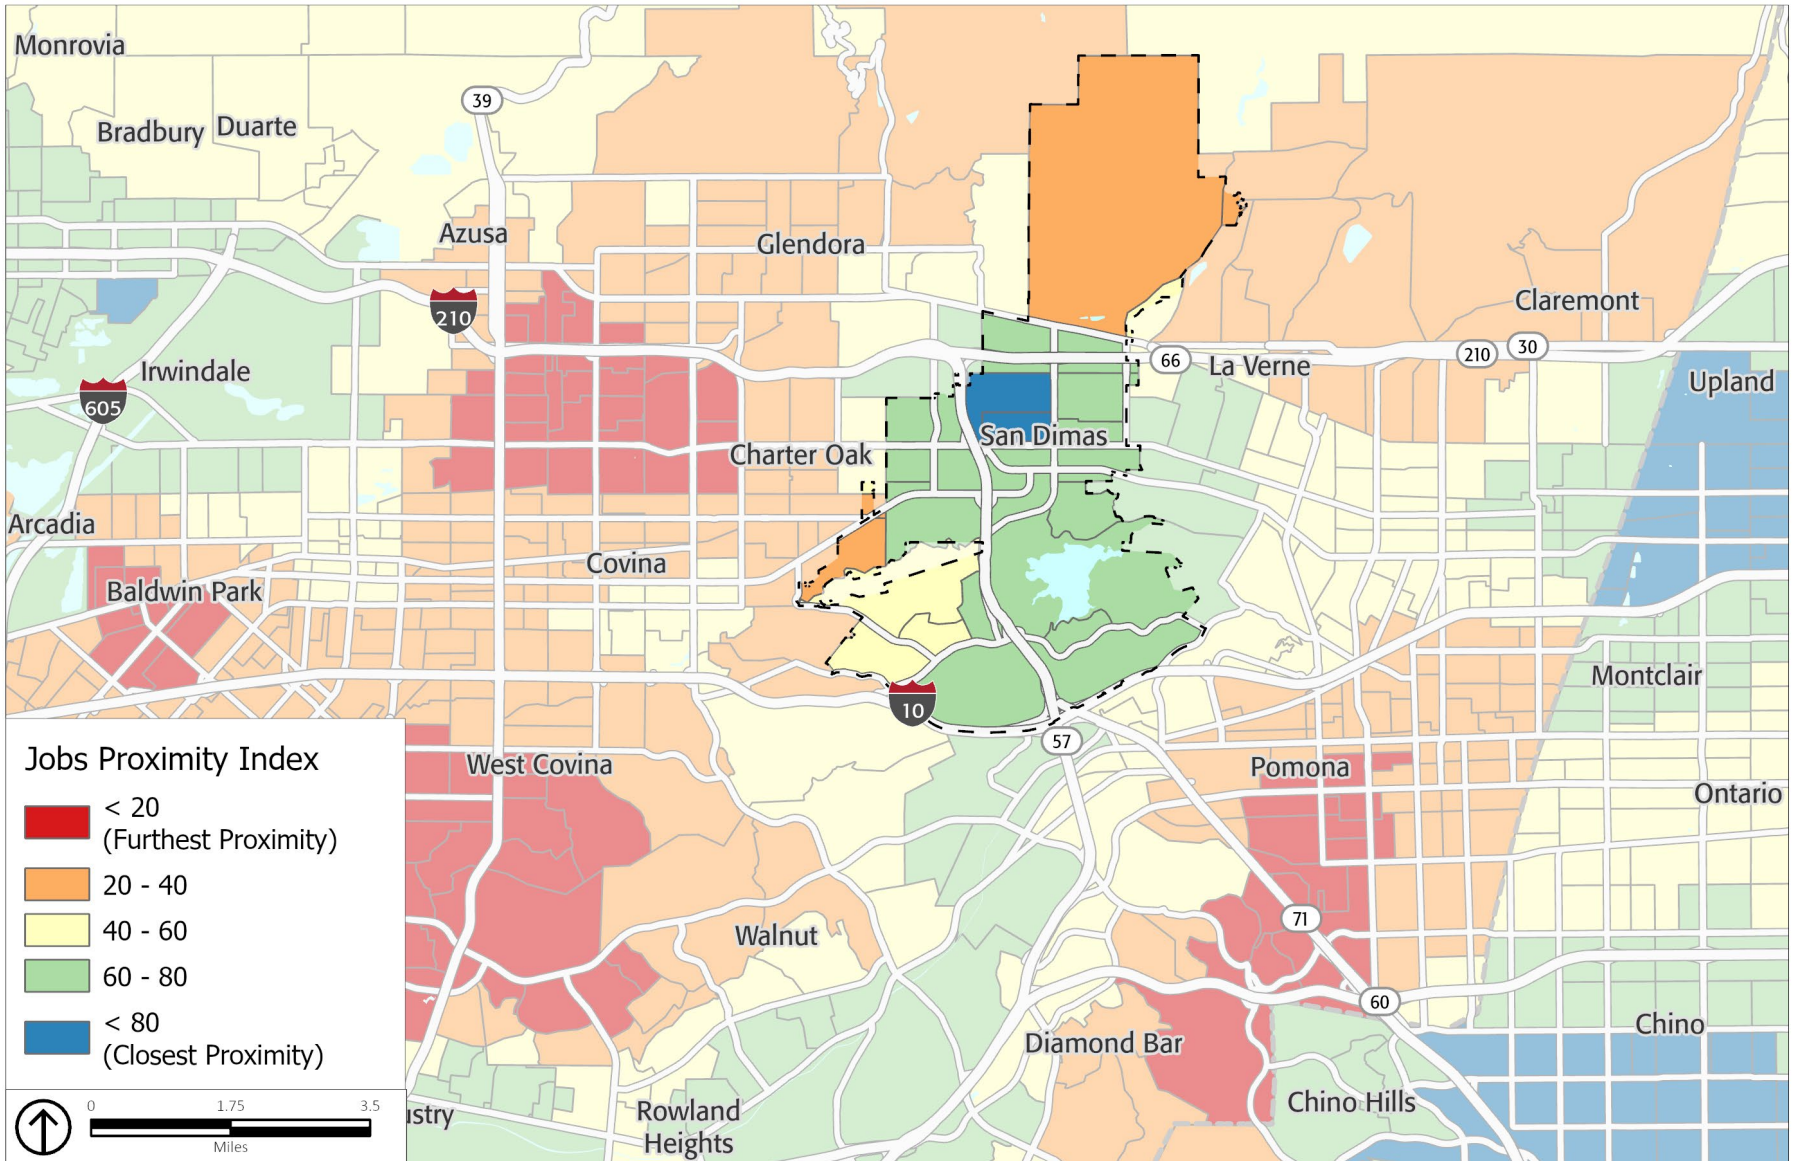 Monrovia
39
Bradbury
Duarte
Azusa
Glendora
210
Claremont
Irwindale
605
66
La Verne
210
30
Upland
San Dimas
Charter Oak
Arcadia
Covina
Baldwin Park
10
57
Montclair
West Covina
Pomona
Ontario
71
Walnut
60
Diamond Bar
Chino
Chino Hills
ustry
Rowland
Heights
Jobs Proximity Index
< 20
(Furthest Proximity)
20 - 40
40 - 60
60 - 80
< 80
(Closest Proximity)
0 1.75 3.5
Miles